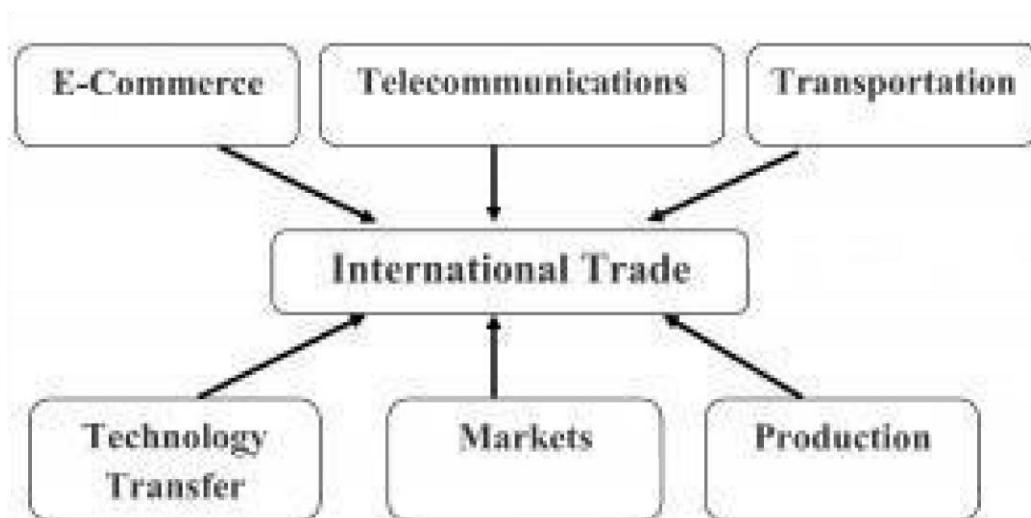 E-Commerce
Telecommunications
Transportation
International Trade
Technology
Transfer
Markets
Production